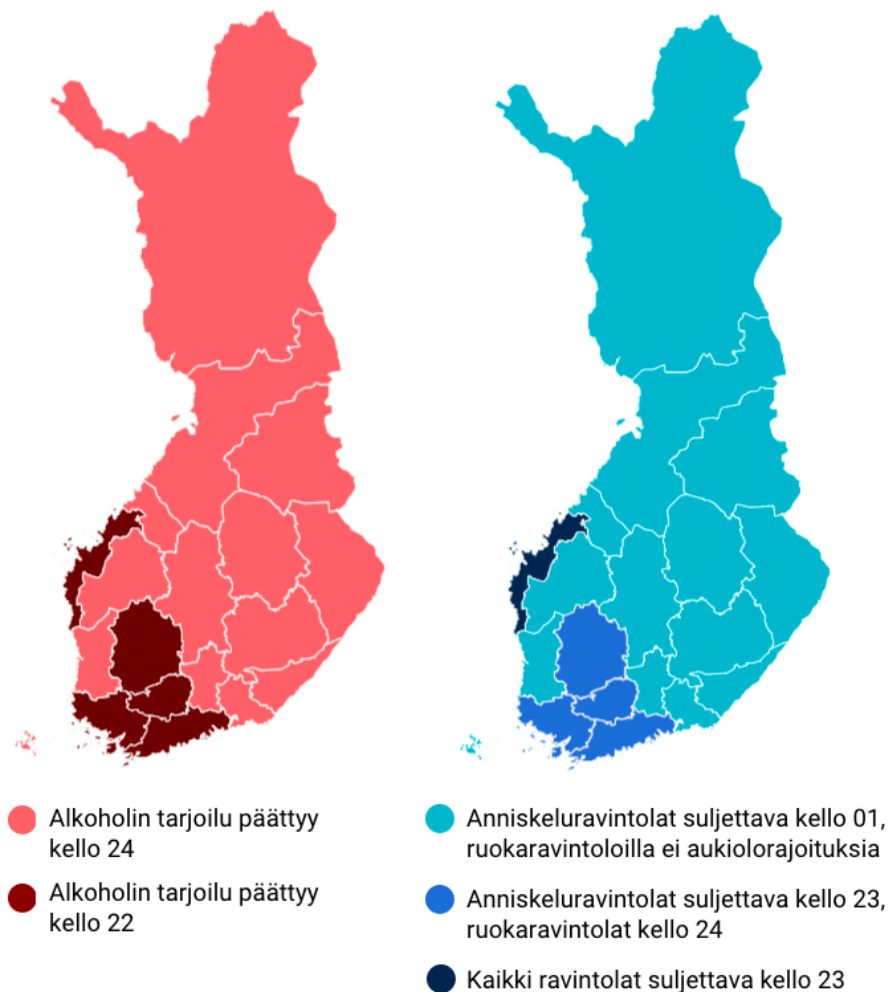 Alkoholin tarjoilu päättyy
kello 24
Alkoholin tarjoilu päättyy
kello 22
Anniskeluravintolat suljettava kello 01,
ruokaravintoloilla ei aukiolorajoituksia
Anniskeluravintolat suljettava kello 23,
ruokaravintolat kello 24
Kaikki ravintolat suljettava kello 23